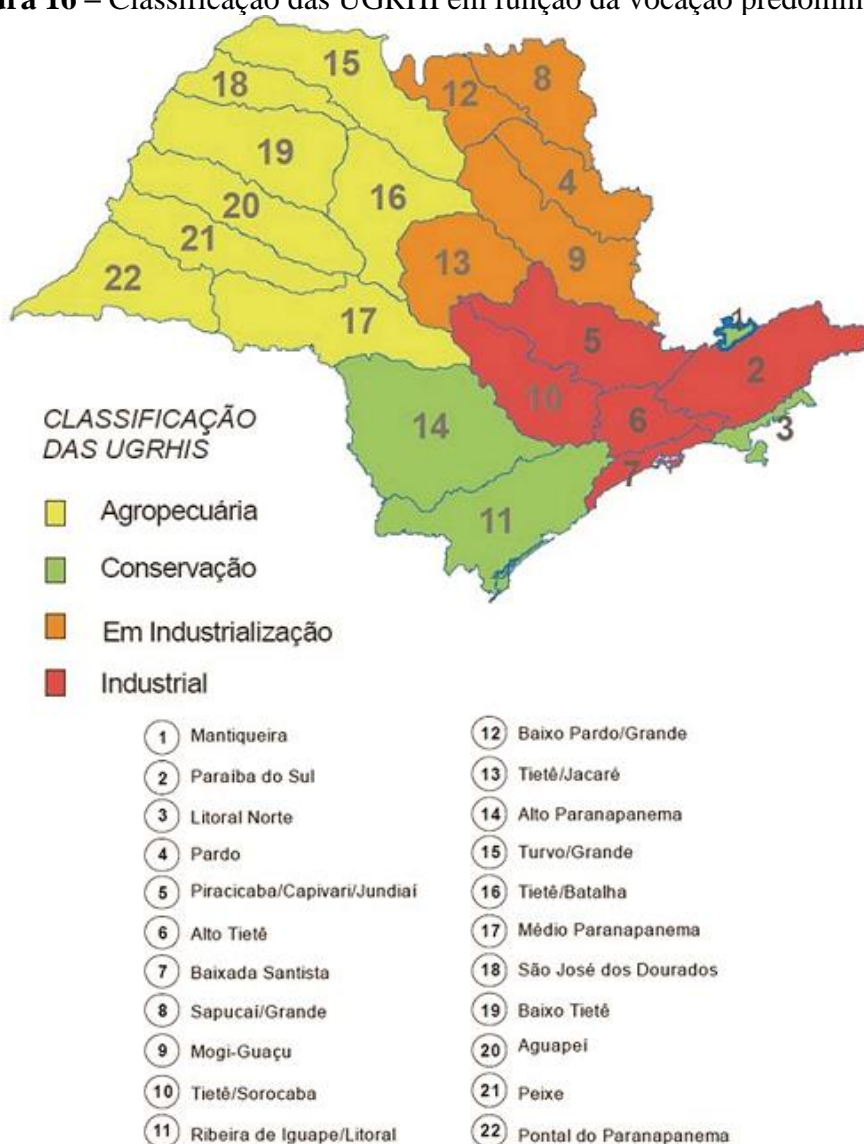 – Classificação das UGRHI em função da vocação
15
18
12
8
19
16
4
20
21
13
9
22
17
5
1
2
10
6
3
14
7
11
CLASSIFICAÇÃO
DAS UGRHIS
Agropecuária
Conservação
Em Industrialização
Industrial
1 Mantiqueira
2 Paraíba do Sul
3 Litoral Norte
4 Pardo
5 Piracicaba/Capivari/Jundiaí
6 Alto Tietê
7 Baixada Santista
8 Sapucaí/Grande
9 Mogi-Guaçu
10 Tietê/Sorocaba
11 Ribeira de Iguape/Litoral
12 Baixo Pardo/Grande
13 Tietê/Jacaré
14 Alto Paranapanema
15 Turvo/Grande
16 Tietê/Batalha
17 Médio Paranapanema
18 São José dos Dourados
19 Baixo Tietê
20 Aguapeí
21 Peixe
22 Pontal do Paranapanema